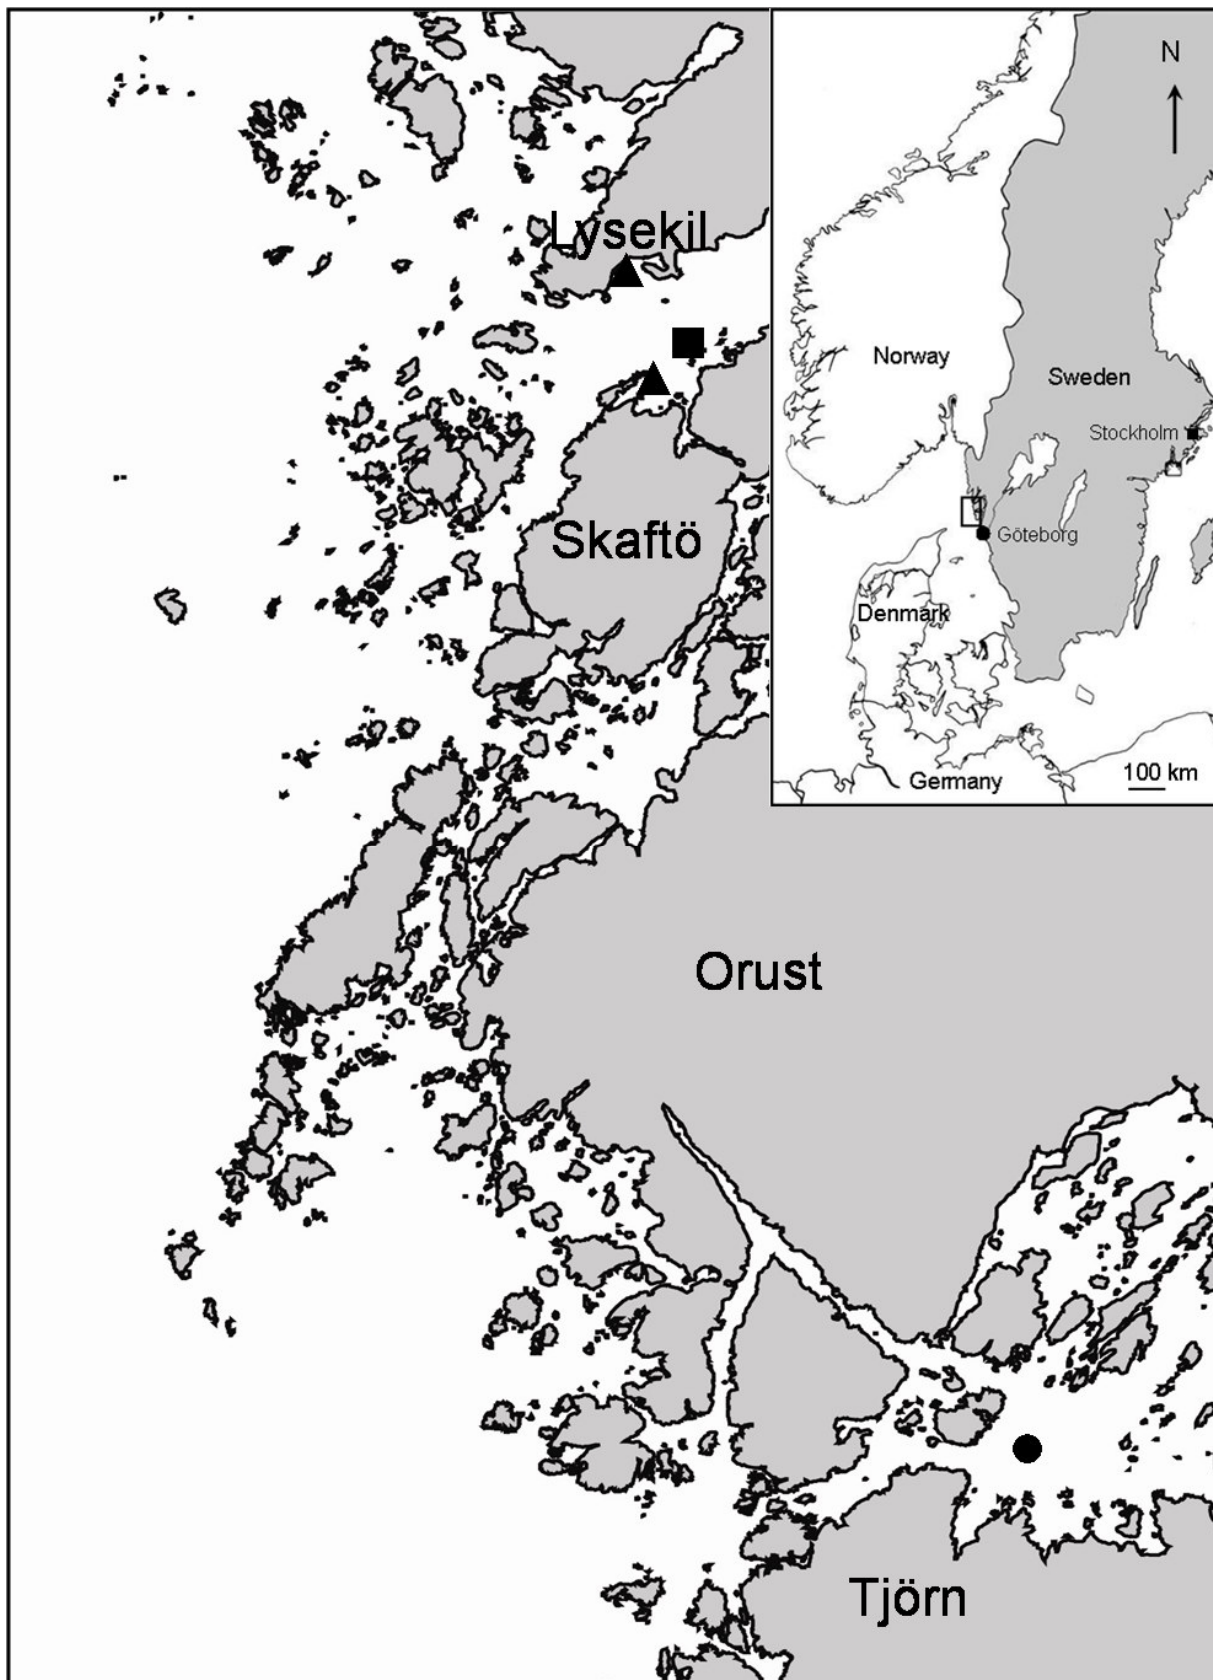 N
Lysekil
Norway
Sweden
Stockholm
Göteborg
Skaftö
Denmark
Germany
100 km
Orust
Tjörn